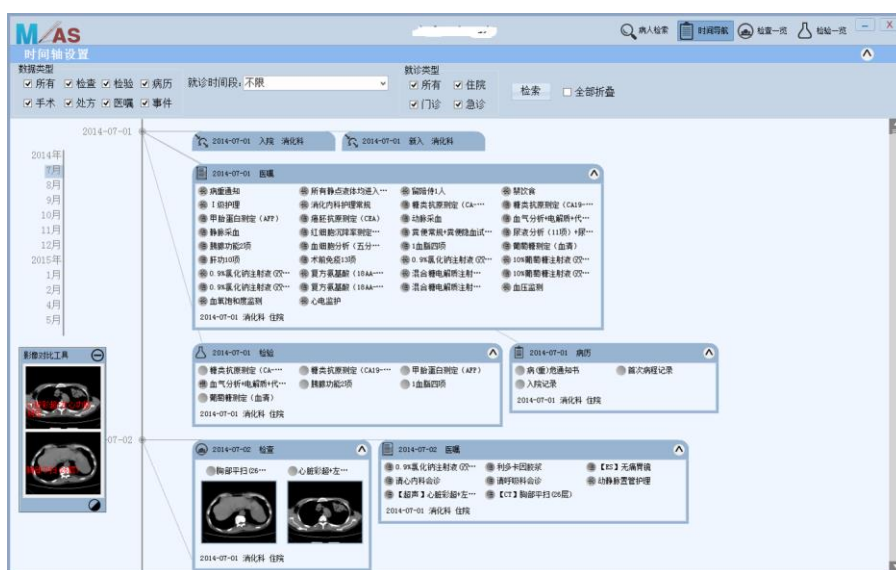 M/AS
病人检索 时间导航 检查一览 检验一览
时间轴设置
数据类型 就诊类型
所有 检查 检验 病历 就诊时间段: 不限 所有 住院 检索 全部折叠
手术 处方 医嘱 事件 门诊 急诊
2014-07-01
2014-07-01 入院 消化科 2014-07-01 新入 消化科
2014年
7月
8月
9月
10月
11月
12月
2015年
1月
2月
4月
5月
2014-07-01 医嘱
病重通知 所有静点液体均进入… 留陪侍1人 禁饮食
Ⅰ级护理 消化内科护理常规 糖类抗原测定(CA-… 糖类抗原测定(CA19-…
甲胎蛋白测定(AFP) 癌胚抗原测定(CEA) 动脉采血 血气分析+电解质+代…
静脉采血 红细胞沉降率测定… 粪便常规+粪便隐血试… 尿液分析(11项)+尿…
胰腺功能2项 血细胞分析(五分… 1血脂四项 葡萄糖测定(血清)
肝功10项 术前免疫13项 0.9%氯化钠注射液(双… 10%葡萄糖注射液(双…
0.9%氯化钠注射液(双… 复方氨基酸(18AA-… 混合糖电解质注射… 10%葡萄糖注射液(双…
0.9%氯化钠注射液(双… 复方氨基酸(18AA-… 混合糖电解质注射… 血压监测
血氧饱和度监测 心电监护
2014-07-01 消化科 住院
2014-07-01 检验
糖类抗原测定(CA-… 糖类抗原测定(CA19-… 甲胎蛋白测定(AFP)
血气分析+电解质+代… 胰腺功能2项 1血脂四项
葡萄糖测定(血清)
2014-07-01 消化科 住院
2014-07-01 病历
病(重)危通知书 首次病程记录
入院记录
2014-07-01 消化科 住院
影像对比工具
07-02
2014-07-02 检查
胸部平扫(26… 心脏彩超+左…
2014-07-01 消化科 住院
2014-07-02 医嘱
0.9%氯化钠注射液(双… 利多卡因胶浆 【ES】无痛胃镜
请心内科会诊 请呼吸科会诊 动静脉置管护理
【超声】心脏彩超+左… 【CT】胸部平扫(26层)
2014-07-01 消化科 住院